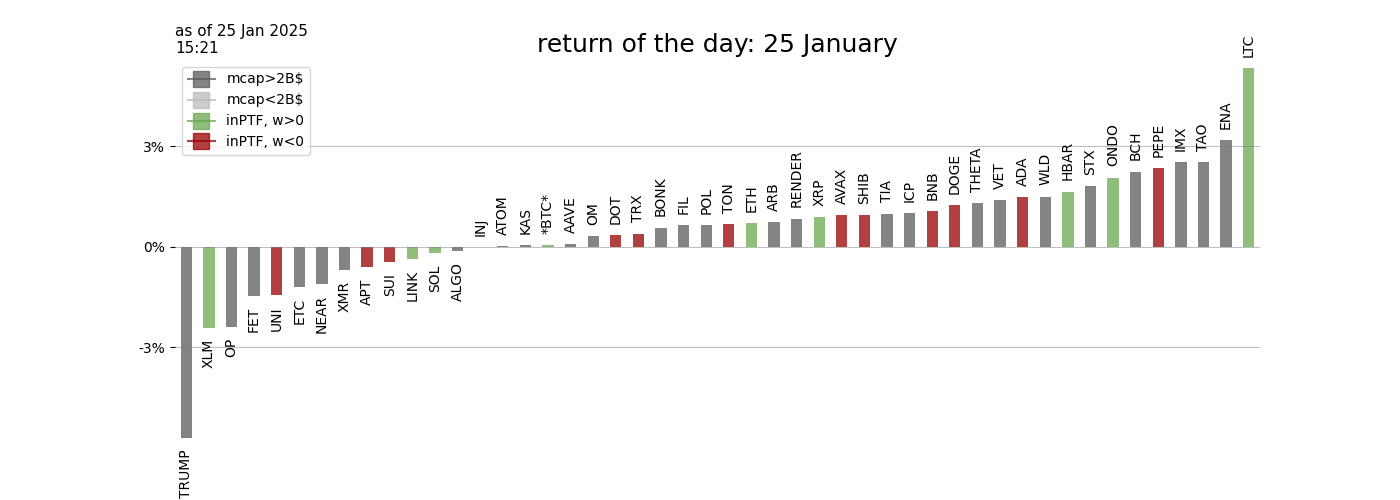 as of 25 Jan 2025
15:21
return of the day: 25 January
mcap>2B$
mcap<2B$
inPTF, w>0
inPTF, w<0
3%
0%
-3%
TRUMP
XLM
OP
FET
UNI
ETC
NEAR
XMR
APT
SUI
LINK
SOL
ALGO
INJ
ATOM
KAS
*BTC*
AAVE
OM
DOT
TRX
BONK
FIL
POL
TON
ETH
ARB
RENDER
XRP
AVAX
SHIB
TIA
ICP
BNB
DOGE
THETA
VET
ADA
WLD
HBAR
STX
ONDO
BCH
PEPE
IMX
TAO
ENA
LTC